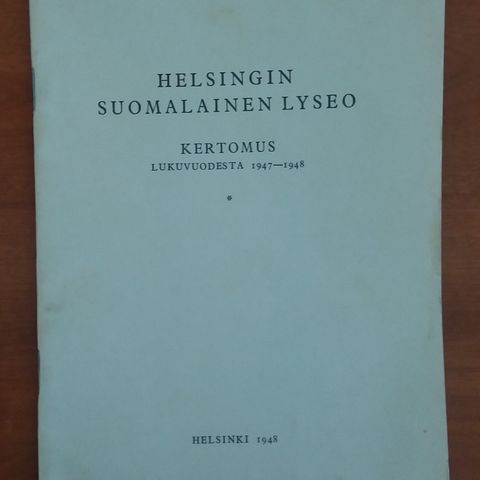 HELSINGIN
SUOMALAINEN LYSEO
KERTOMUS
LUKUVUODESTA 1947—1948
*
HELSINKI 1948